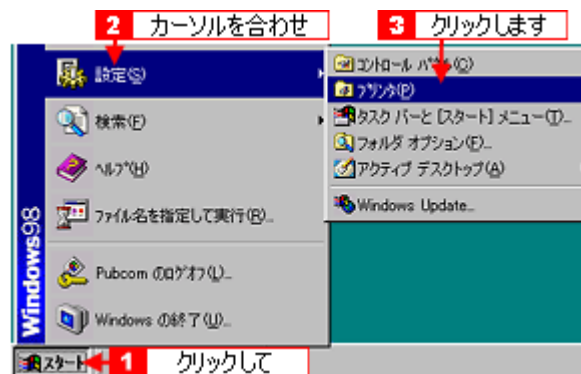 2 カーソルを合わせ
3 クリックします
設定(S)
検索(F)
ヘルプ(H)
ファイル名を指定して実行(R)...
Pubcom のログオフ(L)...
Windows の終了(U)...
Windows98
コントロール パネル(C)
プリンタ(P)
タスク バーと [スタート] メニュー(T)...
フォルダ オプション(F)...
アクティブ デスクトップ(A)
Windows Update...
スタート
1 クリックして